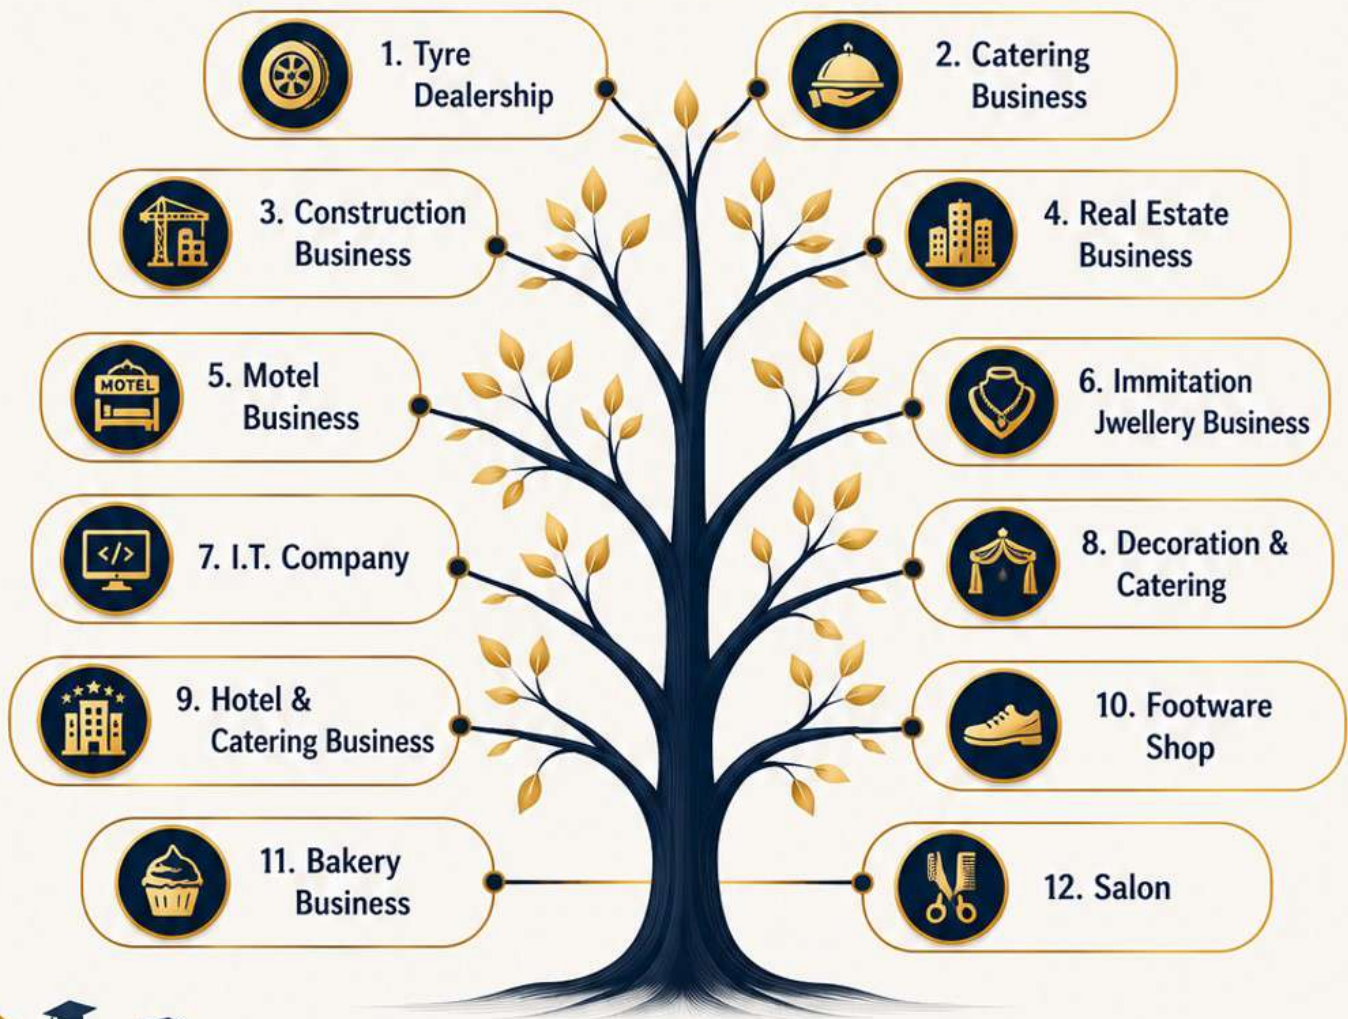 1. Tyre
Dealership
2. Catering
Business
3. Construction
Business
4. Real Estate
Business
MOTEL
5. Motel
Business
6. Immitation
Jwellery Business
</>
7. I.T. Company
8. Decoration &
Catering
9. Hotel &
Catering Business
10. Footware
Shop
11. Bakery
Business
12. Salon